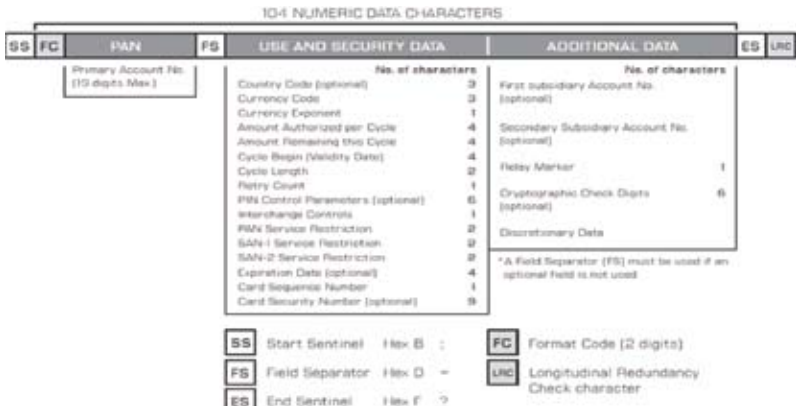 104 NUMERIC DATA CHARACTERS
SS FC PAN FS USE AND SECURITY DATA ADDITIONAL DATA ES LRC
Primary Account No.
(19 digits Max)
No. of characters
Country Code (optional) 3
Currency Code 3
Currency Exponent 1
Amount Authorized per Cycle 4
Amount Remaining this Cycle 4
Cycle Begin (Validity Date) 4
Cycle Length 2
Retry Count 1
PIN Control Parameters (optional) 6
Interchange Controls 1
PAN Service Restriction 2
SAN-1 Service Restriction 2
SAN-2 Service Restriction 2
Expiration Date (optional) 4
Card Sequence Number 1
Card Security Number (optional) 9
No. of characters
First subsidiary Account No.
(optional)
Secondary Subsidiary Account No.
(optional)
Relay Marker 1
Cryptographic Check Digits 6
(optional)
Discretionary Data
*A Field Separator (FS) must be used if an
optional field is not used
SS Start Sentinel Hex B ;
FS Field Separator Hex D =
ES End Sentinel Hex F ?
FC Format Code (2 digits)
LRC Longitudinal Redundancy
Check character